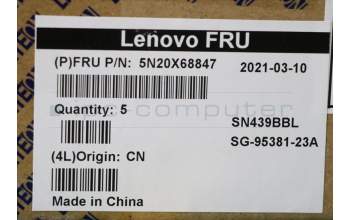 Lenovo FRU
(P)FRU P/N: 5N20X68847 2021-03-10
Quantity: 5 SN439BBL
SG-95381-23A
(4L)Origin: CN
Made in China